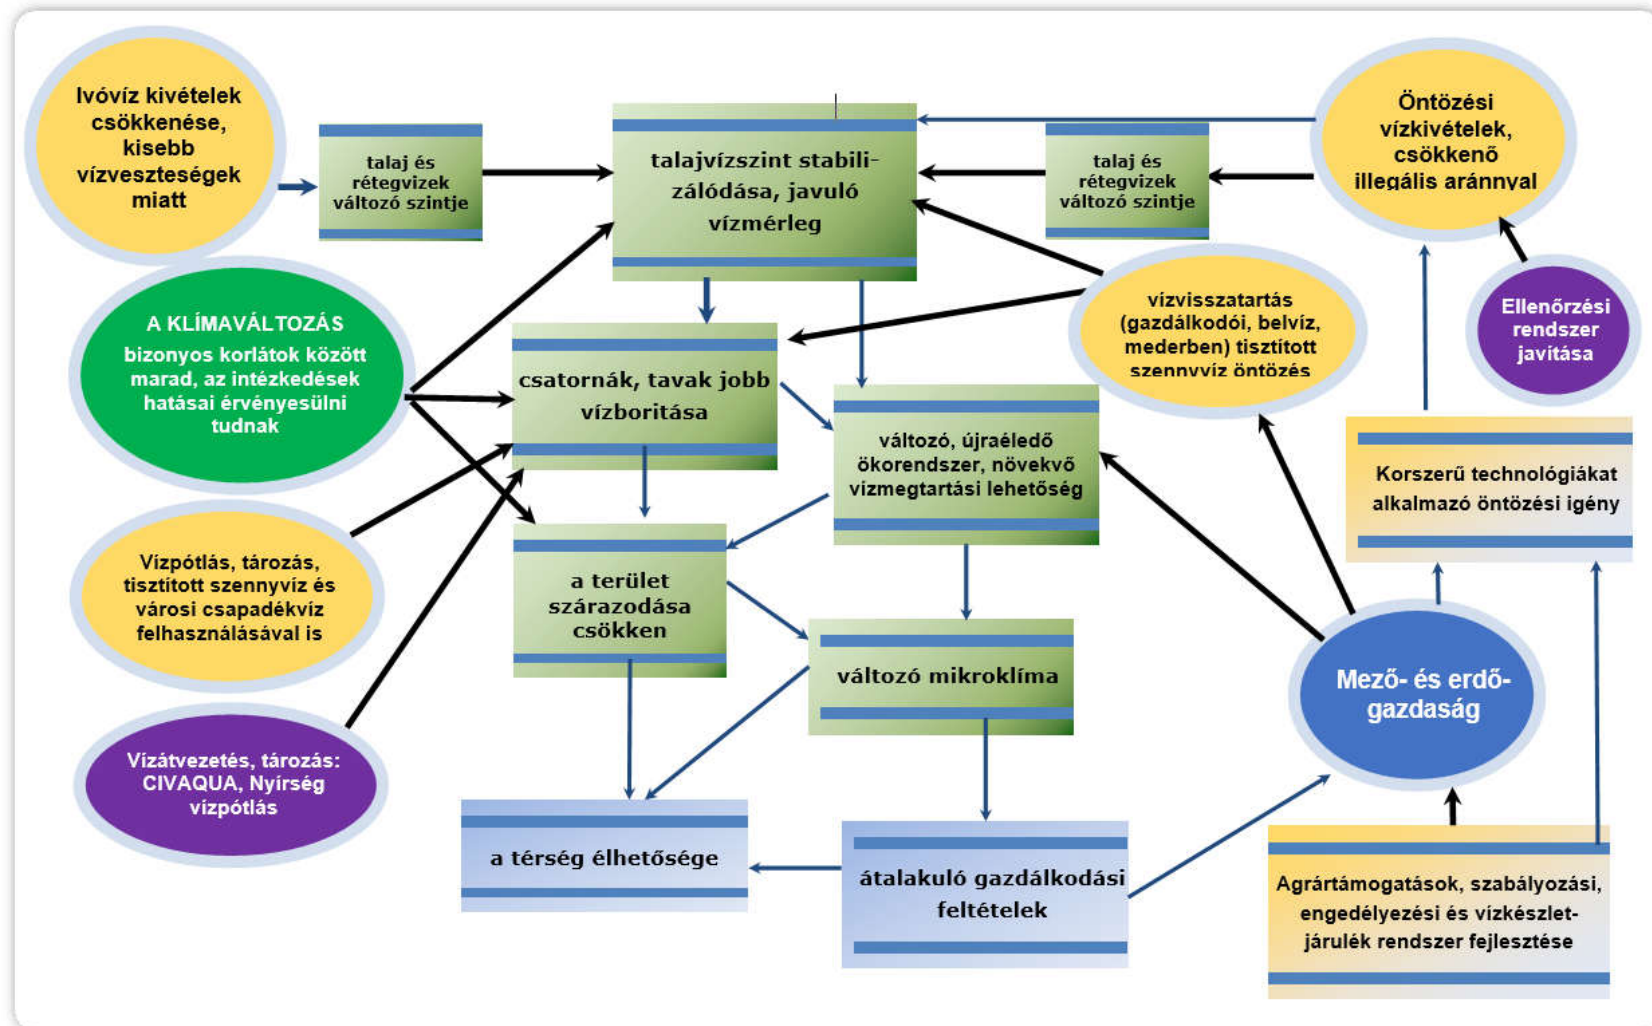 Ivóvíz kivételek
csökkenése,
kisebb
vízveszteségek
miatt
talaj és
rétegvizek
változó szintje
talajvízszint stabili-
zálódása, javuló
vízmérleg
talaj és
rétegvizek
változó szintje
Öntözési
vízkivételek,
csökkenő
illegális aránnyal
A KLÍMAVÁLTOZÁS
bizonyos korlátok között
marad, az intézkedések
hatásai érvényesülni
tudnak
csatornák, tavak jobb
vízboritása
vízvisszatartás
(gazdálkodói, belvíz,
mederben) tisztított
szennyvíz öntözés
Ellenőrzési
rendszer
javítása
változó, újraéledő
ökorendszer, növekvő
vízmegtartási lehetőség
Korszerű technológiákat
alkalmazó öntözési igény
Vízpótlás, tározás,
tisztított szennyvíz és
városi csapadékvíz
felhasználásával is
a terület
szárazodása
csökken
változó mikroklíma
Mező- és erdő-
gazdaság
Vízátvezetés, tározás:
CIVAQUA, Nyírség
vízpótlás
a térség élhetősége
átalakuló gazdálkodási
feltételek
Agrártámogatások, szabályozási,
engedélyezési és vízkészlet-
járulék rendszer fejlesztése